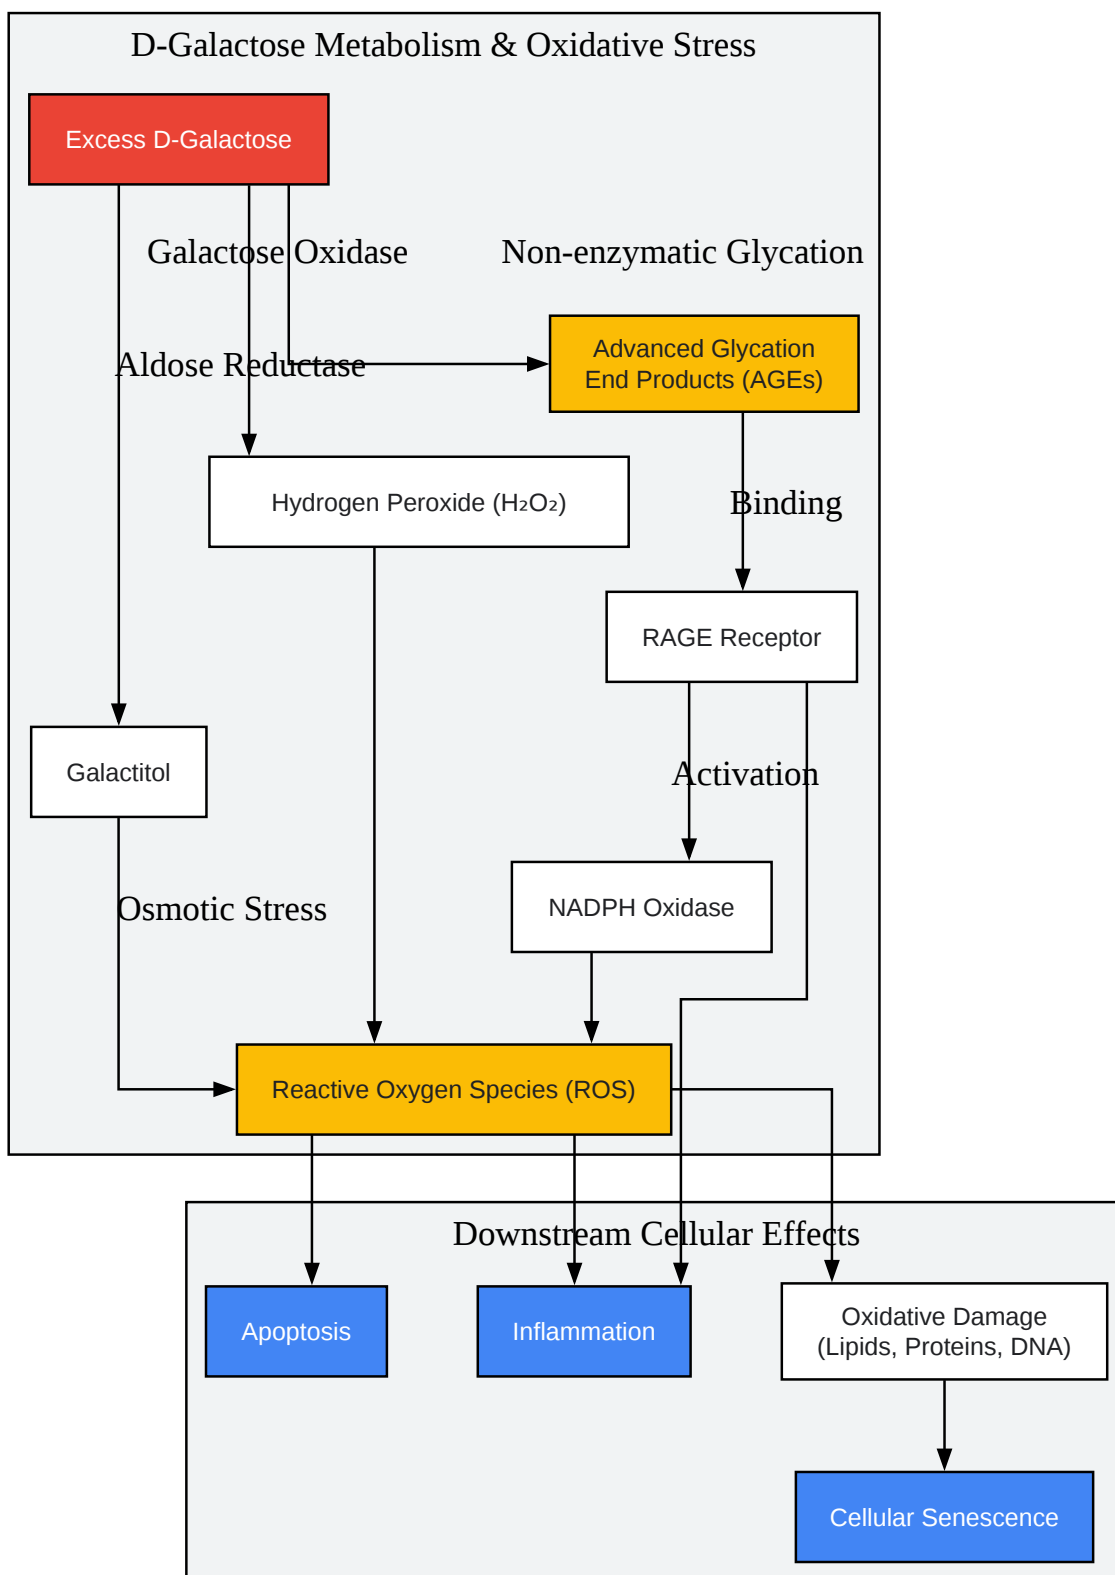 D-Galactose Metabolism & Oxidative Stress
Excess D-Galactose
Galactose Oxidase
Non-enzymatic Glycation
Advanced Glycation
End Products (AGEs)
Aldose Reductase
Hydrogen Peroxide (H₂O₂)
Binding
RAGE Receptor
Galactitol
Activation
NADPH Oxidase
Osmotic Stress
Reactive Oxygen Species (ROS)
Downstream Cellular Effects
Apoptosis
Inflammation
Oxidative Damage
(Lipids, Proteins, DNA)
Cellular Senescence